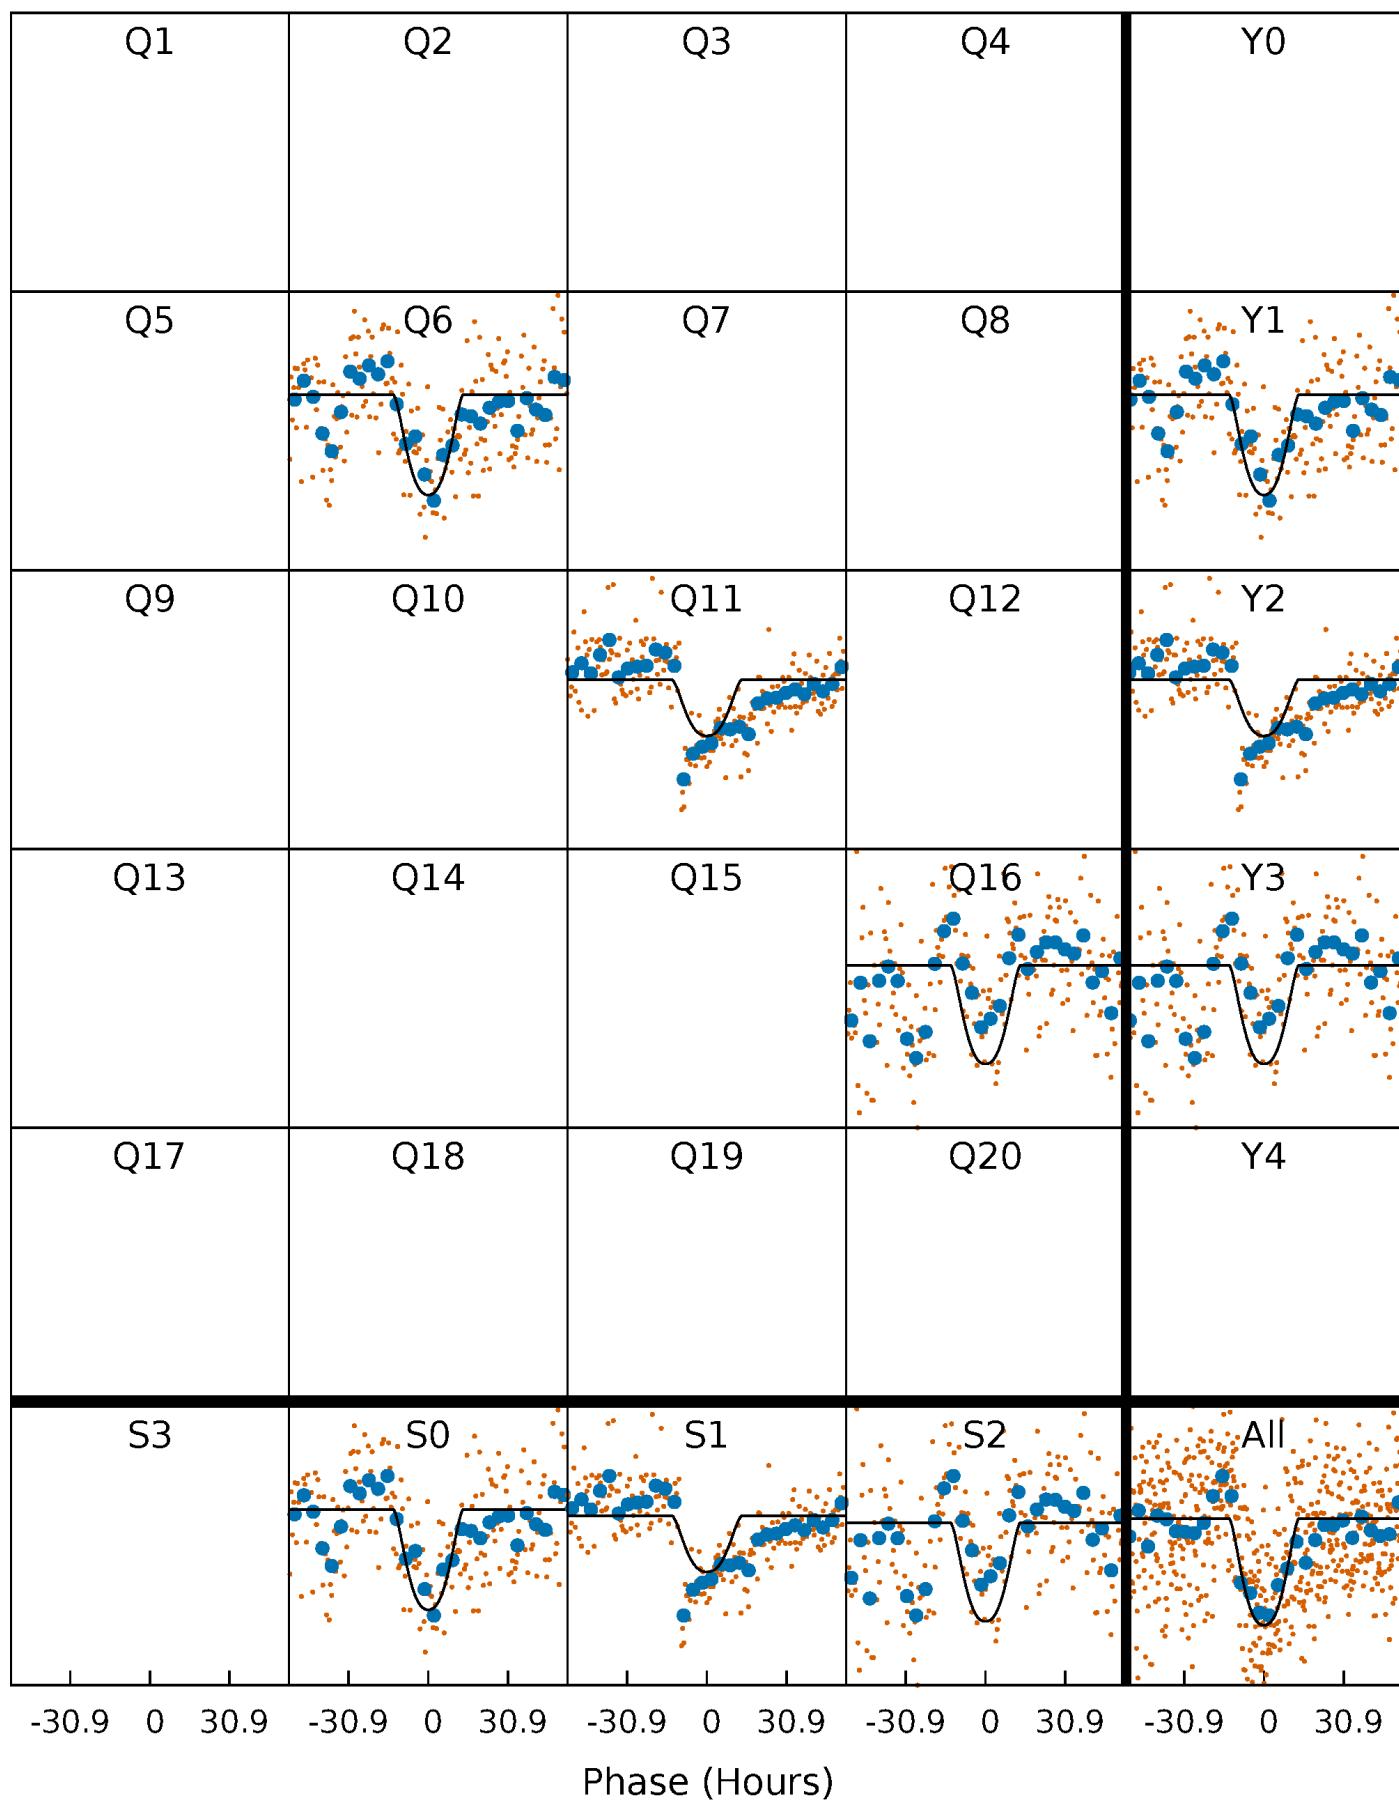 Q1 Q2 Q3 Q4 Y0
Q5 Q6 Q7 Q8 Y1
Q9 Q10 Q11 Q12 Y2
Q13 Q14 Q15 Q16 Y3
Q17 Q18 Q19 Q20 Y4
S3 S0 S1 S2 All
-30.9 0 30.9 -30.9 0 30.9 -30.9 0 30.9 -30.9 0 30.9 -30.9 0 30.9
Phase (Hours)